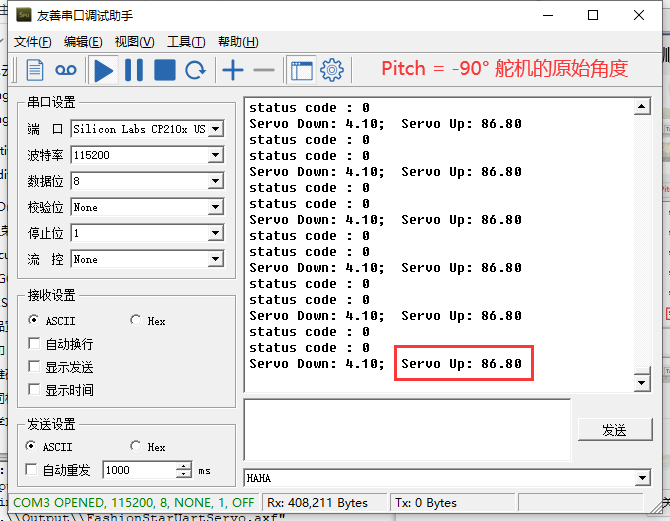 友善串口调试助手
文件(F) 编辑(E) 视图(V) 工具(T) 帮助(H)
Pitch = -90° 舵机的原始角度
串口设置
端 口 Silicon Labs CP210x US
波特率 115200
数据位 8
校验位 None
停止位 1
流 控 None
接收设置
ASCII Hex
自动换行
显示发送
显示时间
发送设置
ASCII Hex
自动重发 1000 ms
status code : 0
Servo Down: 4.10; Servo Up: 86.80
status code : 0
status code : 0
Servo Down: 4.10; Servo Up: 86.80
status code : 0
status code : 0
Servo Down: 4.10; Servo Up: 86.80
status code : 0
status code : 0
Servo Down: 4.10; Servo Up: 86.80
status code : 0
status code : 0
Servo Down: 4.10; Servo Up: 86.80
status code : 0
status code : 0
Servo Down: 4.10; Servo Up: 86.80
发送
HAHA
COM3 OPENED, 115200, 8, NONE, 1, OFF Rx: 408,211 Bytes Tx: 0 Bytes
.\\Output\\FashionStarUartServo.axf"